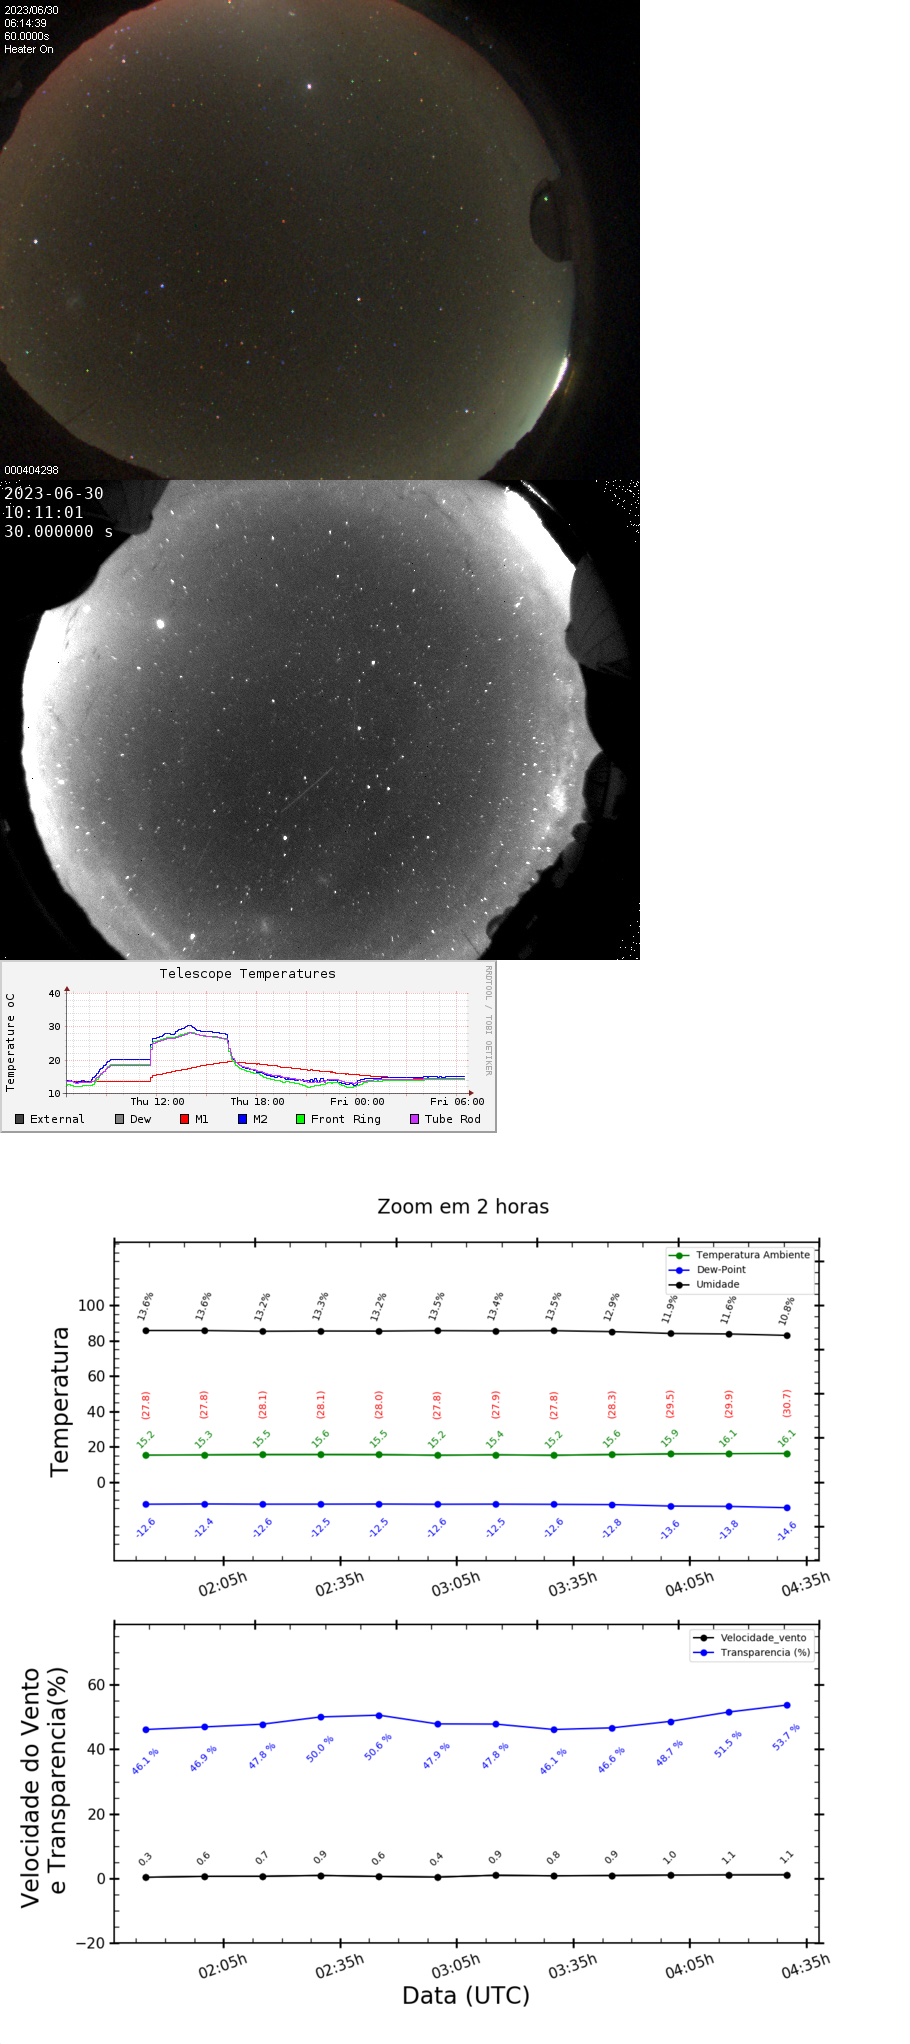 2023/06/30
06:14:39
60.0000s
Heater On
000404298
2023-06-30
10:11:01
30.000000 s
Telescope Temperatures
RRDTOOL / TOBI OETIKER
Temperature oC
40
30
20
10
Thu 12:00 Thu 18:00 Fri 00:00 Fri 06:00
External Dew M1 M2 Front Ring Tube Rod
Zoom em 2 horas
Temperatura Ambiente
Dew-Point
Umidade
Temperatura
100
80
60
40
20
0
13.6% 13.6% 13.2% 13.3% 13.2% 13.5% 13.4% 13.5% 12.9% 11.9% 11.6% 10.8%
(27.8) (27.8) (28.1) (28.1) (28.0) (27.8) (27.9) (27.8) (28.3) (29.5) (29.9) (30.7)
15.2 15.3 15.5 15.6 15.5 15.2 15.4 15.2 15.6 15.9 16.1 16.1
-12.6 -12.4 -12.6 -12.5 -12.5 -12.6 -12.5 -12.6 -12.8 -13.6 -13.8 -14.6
02:05h 02:35h 03:05h 03:35h 04:05h 04:35h
Velocidade_vento
Transparencia (%)
Velocidade do Vento
e Transparencia(%)
60
40
20
0
−20
46.1 % 46.9 % 47.8 % 50.0 % 50.6 % 47.9 % 47.8 % 46.1 % 46.6 % 48.7 % 51.5 % 53.7 %
0.3 0.6 0.7 0.9 0.6 0.4 0.9 0.8 0.9 1.0 1.1 1.1
02:05h 02:35h 03:05h 03:35h 04:05h 04:35h
Data (UTC)